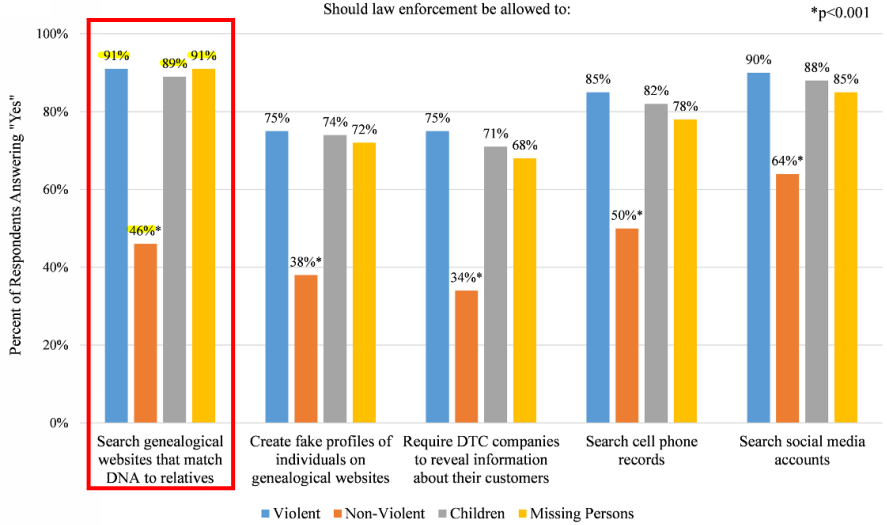 Should law enforcement be allowed to:
*p<0.001
Percent of Respondents Answering "Yes"
100%
80%
60%
40%
20%
0%
91%
46%*
89%
91%
75%
38%*
74%
72%
75%
34%*
71%
68%
85%
50%*
82%
78%
90%
64%*
88%
85%
Search genealogical
websites that match
DNA to relatives
Create fake profiles of
individuals on
genealogical websites
Require DTC companies
to reveal information
about their customers
Search cell phone
records
Search social media
accounts
Violent Non-Violent Children Missing Persons